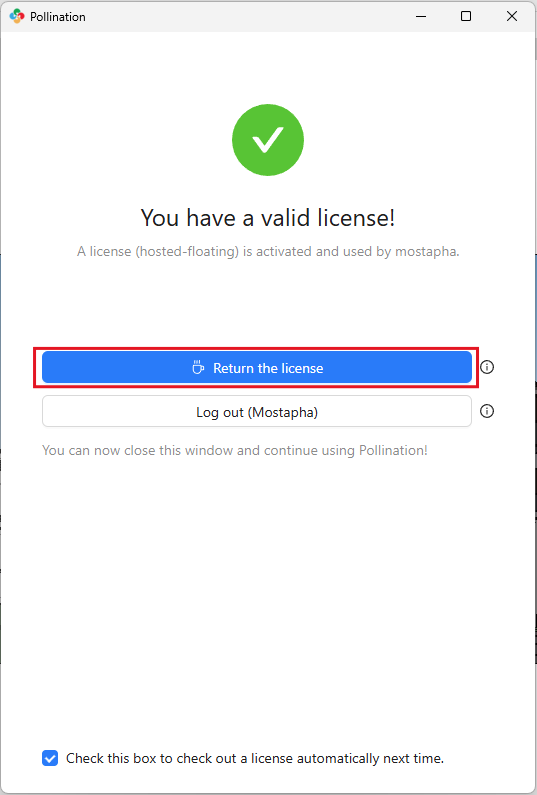 Pollination
You have a valid license!
A license (hosted-floating) is activated and used by mostapha.
Return the license
Log out (Mostapha)
You can now close this window and continue using Pollination!
Check this box to check out a license automatically next time.